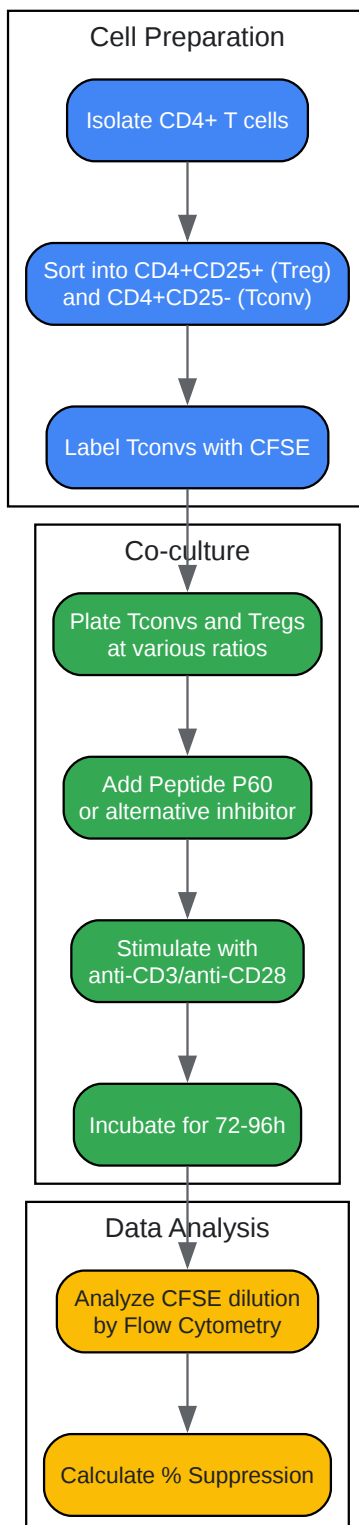 Cell Preparation
Isolate CD4+ T cells
Sort into CD4+CD25+ (Treg)
and CD4+CD25- (Tconv)
Label Tconvs with CFSE
Co-culture
Plate Tconvs and Tregs
at various ratios
Add Peptide P60
or alternative inhibitor
Stimulate with
anti-CD3/anti-CD28
Incubate for 72-96h
Data Analysis
Analyze CFSE dilution
by Flow Cytometry
Calculate % Suppression